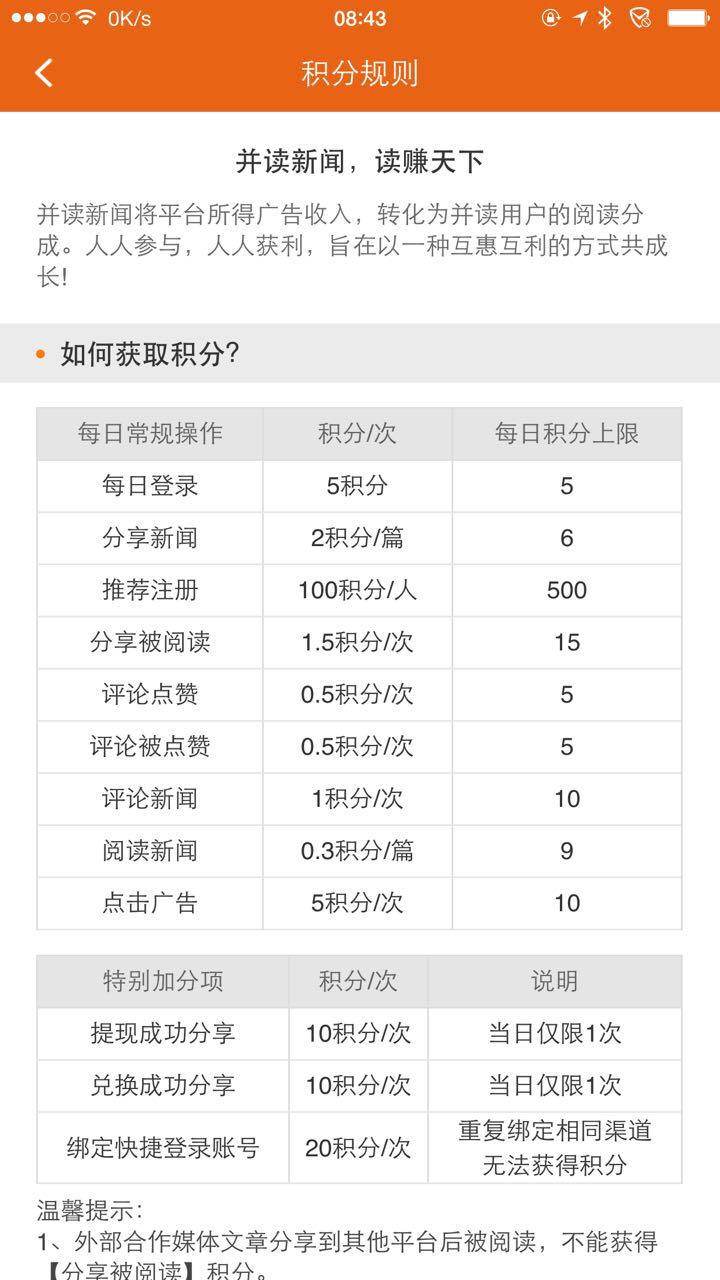 0K/s 08:43
积分规则
并读新闻，读赚天下
并读新闻将平台所得广告收入，转化为并读用户的阅读分
成。人人参与，人人获利，旨在以一种互惠互利的方式共成
长!
如何获取积分?
每日常规操作 积分/次 每日积分上限
每日登录 5积分 5
分享新闻 2积分/篇 6
推荐注册 100积分/人 500
分享被阅读 1.5积分/次 15
评论点赞 0.5积分/次 5
评论被点赞 0.5积分/次 5
评论新闻 1积分/次 10
阅读新闻 0.3积分/篇 9
点击广告 5积分/次 10
特别加分项 积分/次 说明
提现成功分享 10积分/次 当日仅限1次
兑换成功分享 10积分/次 当日仅限1次
绑定快捷登录账号 20积分/次 重复绑定相同渠道
无法获得积分
温馨提示:
1、外部合作媒体文章分享到其他平台后被阅读，不能获得
【分享被阅读】积分。